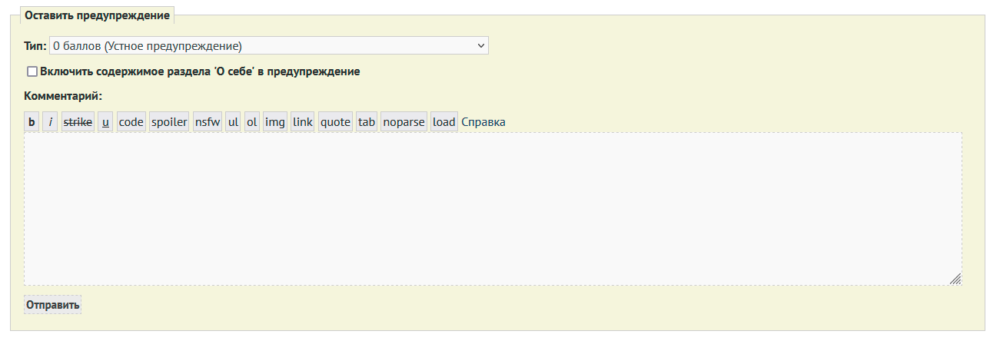 Оставить предупреждение
Тип: 0 баллов (Устное предупреждение)
Включить содержимое раздела 'О себе' в предупреждение
Комментарий:
b i strike u code spoiler nsfw ul ol img link quote tab noparse load Справка
Отправить